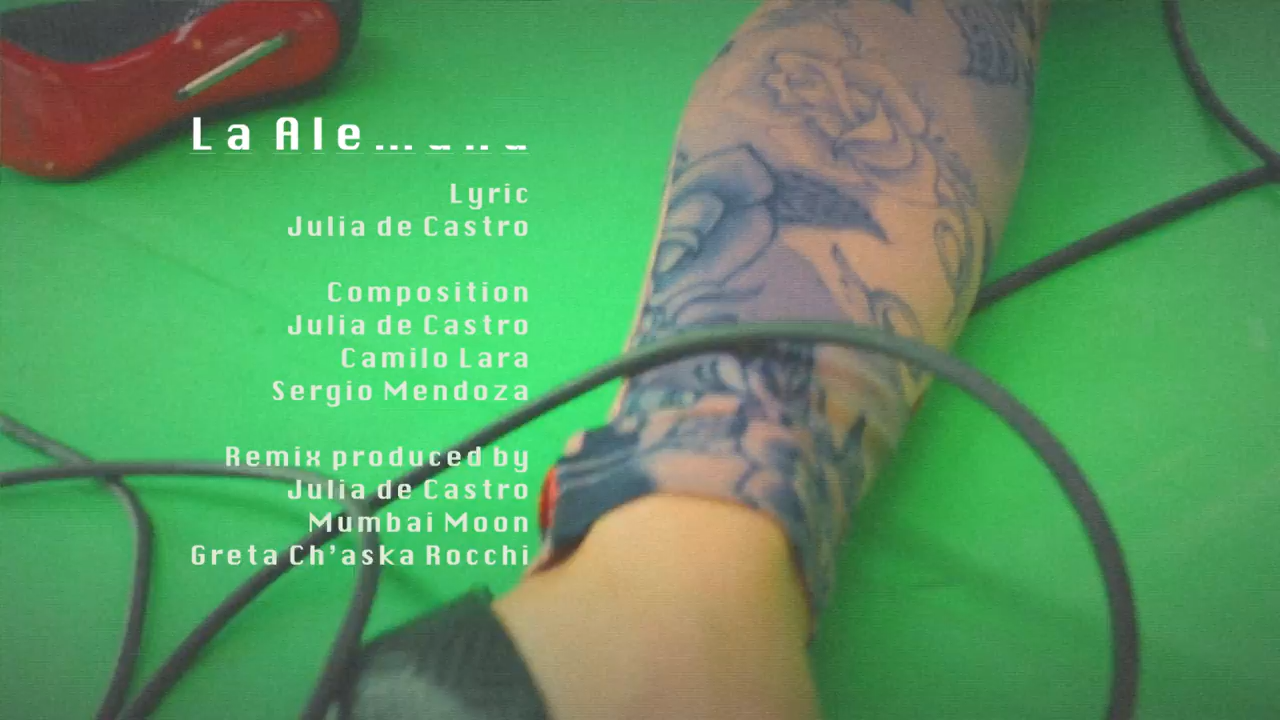 La Ale
Lyric
Julia de Castro
Composition
Julia de Castro
Camilo Lara
Sergio Mendoza
Remix produced by
Julia de Castro
Mumbai Moon
Greta Ch'aska Rocchi